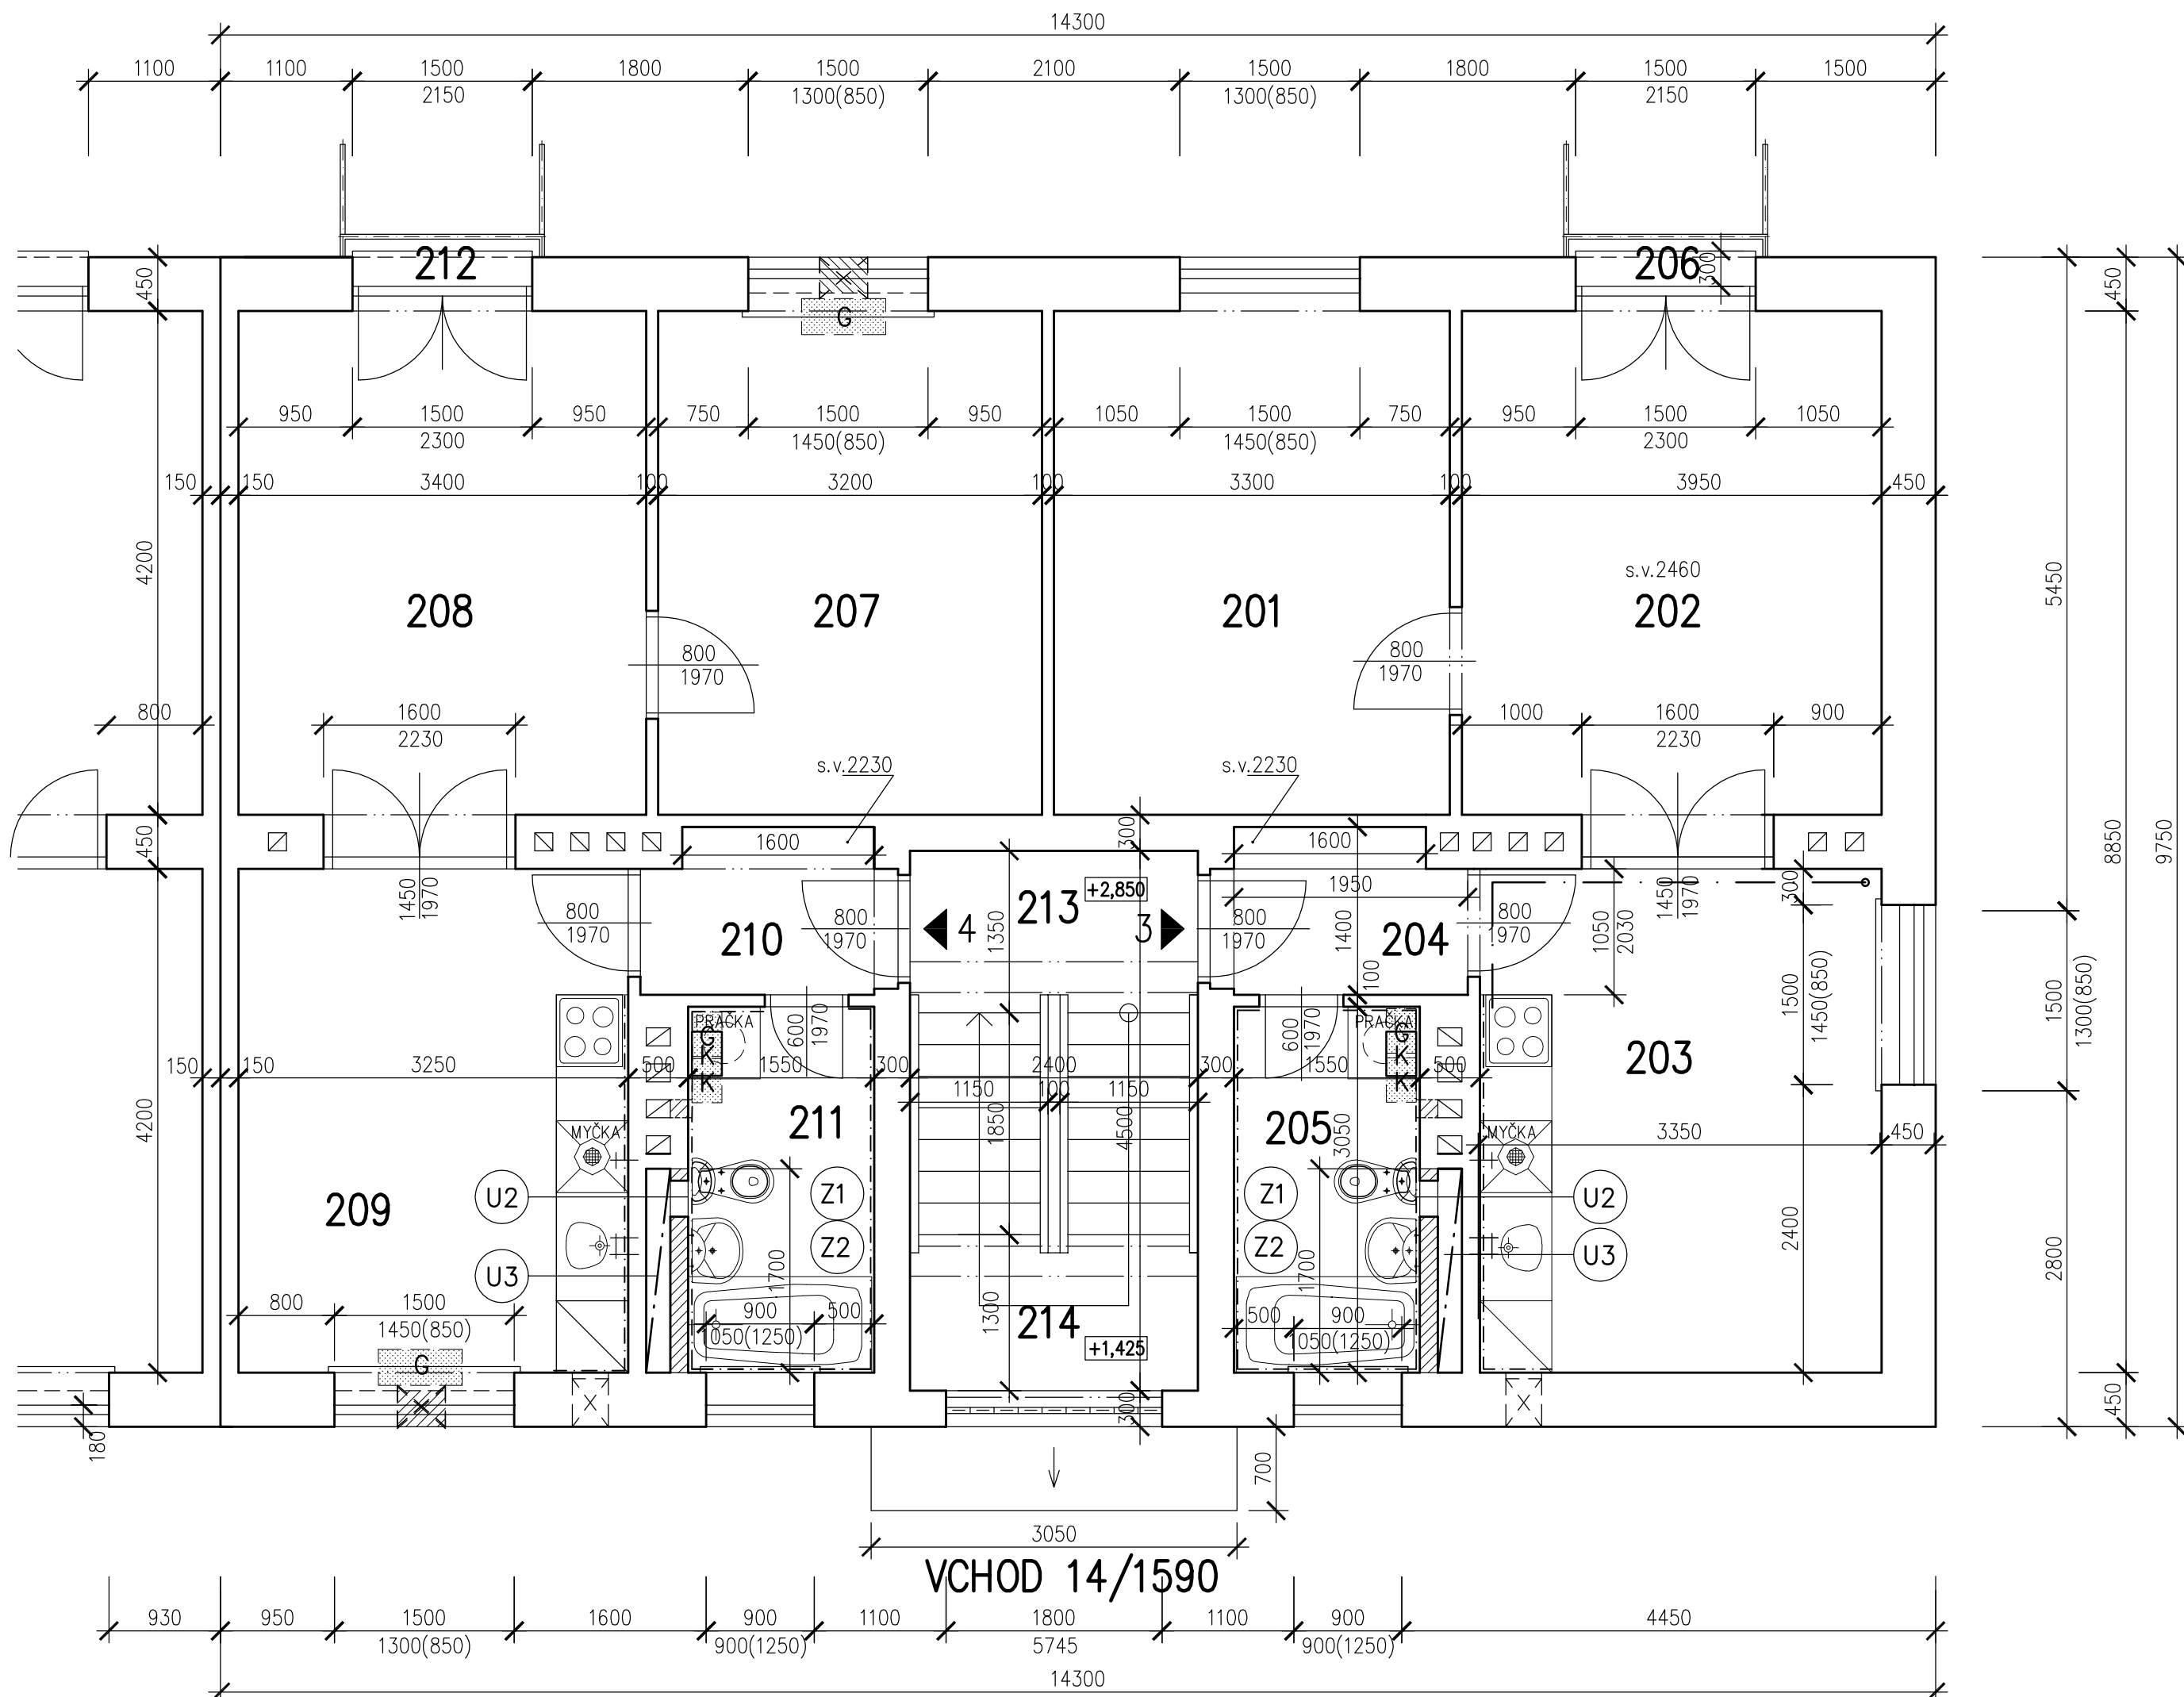 14300
1100 1100 1500 1800 1500 2100 1500 1800 1500 1500
2150 1300(850) 1300(850) 2150
212 206
450 300 450
G
950 1500 950 750 1500 950 1050 1500 750 950 1500 1050
2300 1450(850) 1450(850) 2300
150 150 3400 100 3200 100 3300 100 3950 450
4200 5450 8850 9750
s.v.2460
208 207 201 202
800 800
1970 1970
800 1600 1000 1600 900
2230 2230
s.v.2230 s.v.2230
450 1600 300 1600
1450 1970 800 1970 210 800 1970 4 213 +2,850 1350 3 800 1970 1950 1400 100 204 800 1970 1050 2030 1450 1970 300
1500 1450(850) 1500 1300(850)
PRAČKA 600 1970 600 1970 PRAČKA
G G
K K
K K
203
150 150 3250 500 1550 300 2400 300 1550 500
1150 100 1150
4200 211 1850 4500 205 3050
MYČKA MYČKA 3350 450
U2 Z1 Z1 U2
209 Z2 Z2
U3 1700 1700 U3 2400 2800
800 1500 900 500 1300 214 500 900
1450(850) 1050(1250) +1,425 1050(1250)
G
180 300 450
700
3050
VCHOD 14/1590
930 950 1500 1600 900 1100 1800 1100 900 4450
1300(850) 900(1250) 5745 900(1250)
14300